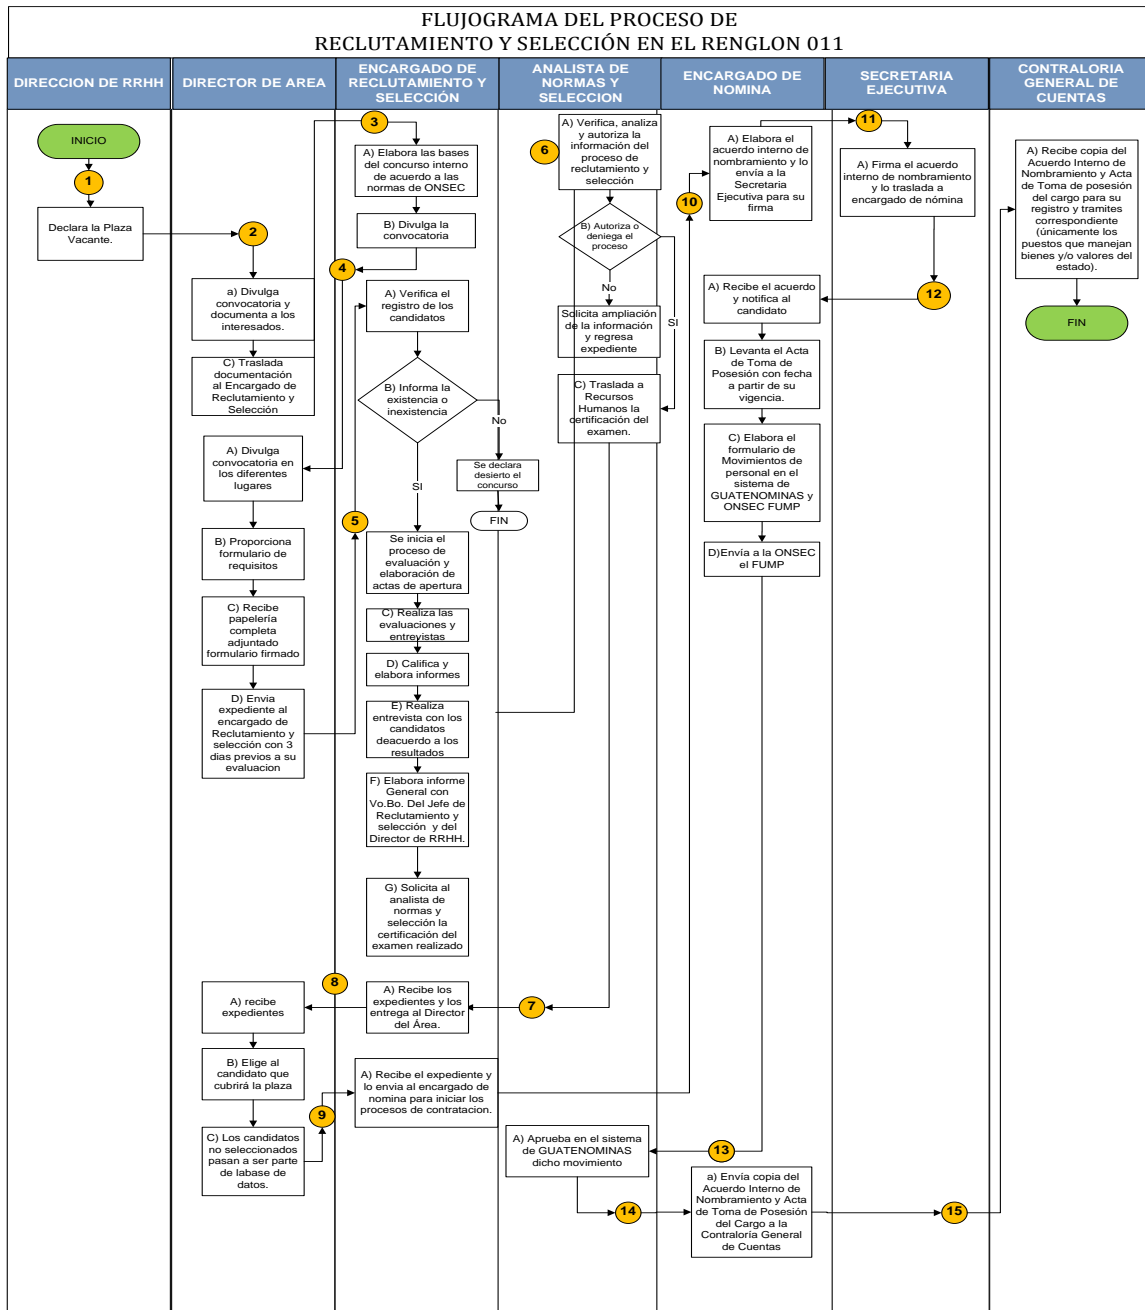 FLUJOGRAMA DEL PROCESO DE
RECLUTAMIENTO Y SELECCIÓN EN EL RENGLON 011
DIRECCION DE RRHH
DIRECTOR DE AREA
ENCARGADO DE
RECLUTAMIENTO Y
SELECCIÓN
ANALISTA DE
NORMAS Y
SELECCION
ENCARGADO DE
NOMINA
SECRETARIA
EJECUTIVA
CONTRALORIA
GENERAL DE
CUENTAS
INICIO
1
Declara la Plaza
Vacante.
2
a) Divulga
convocatoria y
documenta a los
interesados.
C) Traslada
documentación
al Encargado de
Reclutamiento y
Selección
3
A) Elabora las bases
del concurso interno
de acuerdo a las
normas de ONSEC
B) Divulga la
convocatoria
4
A) Divulga
convocatoria en
los diferentes
lugares
B) Proporciona
formulario de
requisitos
C) Recibe
papelería
completa
adjuntado
formulario firmado
D) Envia
expediente al
encargado de
Reclutamiento y
selección con 3
dias previos a su
evaluacion
5
A) Verifica el
registro de los
candidatos
B) Informa la
existencia o
inexistencia
No
Se declara
desierto el
concurso
FIN
SI
Se inicia el
proceso de
evaluación y
elaboración de
actas de apertura
C) Realiza las
evaluaciones y
entrevistas
D) Califica y
elabora informes
E) Realiza
entrevista con los
candidatos
deacuerdo a los
resultados
F) Elabora informe
General con
Vo.Bo. Del Jefe de
Reclutamiento y
selección y del
Director de RRHH.
G) Solicita al
analista de
normas y
selección la
certificación del
examen realizado
6
A) Verifica, analiza
y autoriza la
información del
proceso de
reclutamiento y
selección
B) Autoriza o
deniega el
proceso
No
SI
Solicita ampliación
de la información
y regresa
expediente
C) Traslada a
Recursos
Humanos la
certificación del
examen.
7
A) Recibe los
expedientes y los
entrega al Director
del Área.
8
A) recibe
expedientes
B) Elige al
candidato que
cubrirá la plaza
C) Los candidatos
no seleccionados
pasan a ser parte
de labase de
datos.
9
A) Recibe el expediente y
lo envia al encargado de
nomina para iniciar los
procesos de contratacion.
10
A) Elabora el
acuerdo interno de
nombramiento y lo
envía a la
Secretaria
Ejecutiva para su
firma
11
A) Firma el acuerdo
interno de nombramiento
y lo traslada a
encargado de nómina
12
A) Recibe el acuerdo
y notifica al
candidato
B) Levanta el Acta
de Toma de
Posesión con fecha
a partir de su
vigencia.
C) Elabora el
formulario de
Movimientos de
personal en el
sistema de
GUATENOMINAS y
ONSEC FUMP
D)Envía a la ONSEC
el FUMP
13
A) Aprueba en el sistema
de GUATENOMINAS
dicho movimiento
14
a) Envía copia del
Acuerdo Interno de
Nombramiento y Acta
de Toma de Posesión
del Cargo a la
Contraloría General
de Cuentas
15
A) Recibe copia del
Acuerdo Interno de
Nombramiento y Acta
de Toma de posesión
del cargo para su
registro y tramites
correspondiente
(únicamente los
puestos que manejan
bienes y/o valores del
estado).
FIN